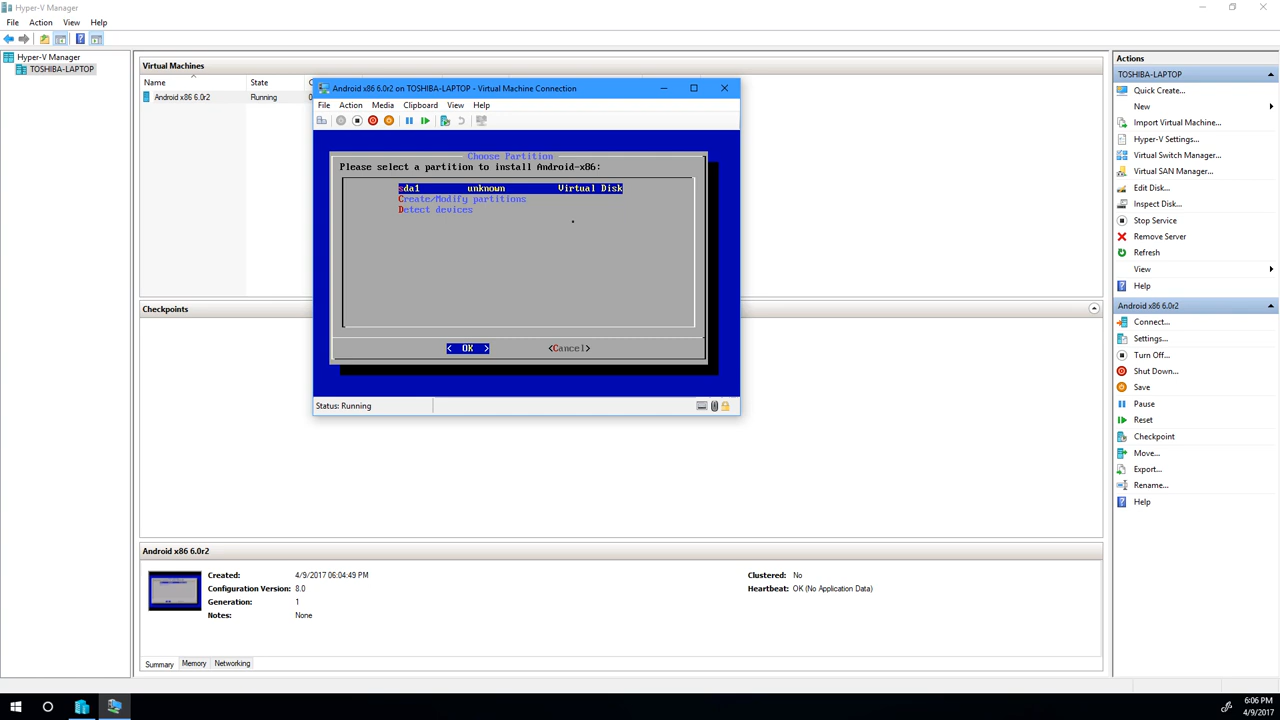 Hyper-V Manager
File Action View Help
Hyper-V Manager
TOSHIBA-LAPTOP
Virtual Machines
Name State
Android x86 6.0r2 Running
Android x86 6.0r2 on TOSHIBA-LAPTOP - Virtual Machine Connection
File Action Media Clipboard View Help
Choose Partition
Please select a partition to install Android-x86:
sda1 unknown Virtual Disk
Create/Modify partitions
Detect devices
< OK > <Cancel>
Status: Running
Checkpoints
Android x86 6.0r2
Created: 4/9/2017 06:04:49 PM
Configuration Version: 8.0
Generation: 1
Notes: None
Clustered: No
Heartbeat: OK (No Application Data)
Summary Memory Networking
Actions
TOSHIBA-LAPTOP
Quick Create...
New
Import Virtual Machine...
Hyper-V Settings...
Virtual Switch Manager...
Virtual SAN Manager...
Edit Disk...
Inspect Disk...
Stop Service
Remove Server
Refresh
View
Help
Android x86 6.0r2
Connect...
Settings...
Turn Off...
Shut Down...
Save
Pause
Reset
Checkpoint
Move...
Export...
Rename...
Help
6:06 PM
4/9/2017